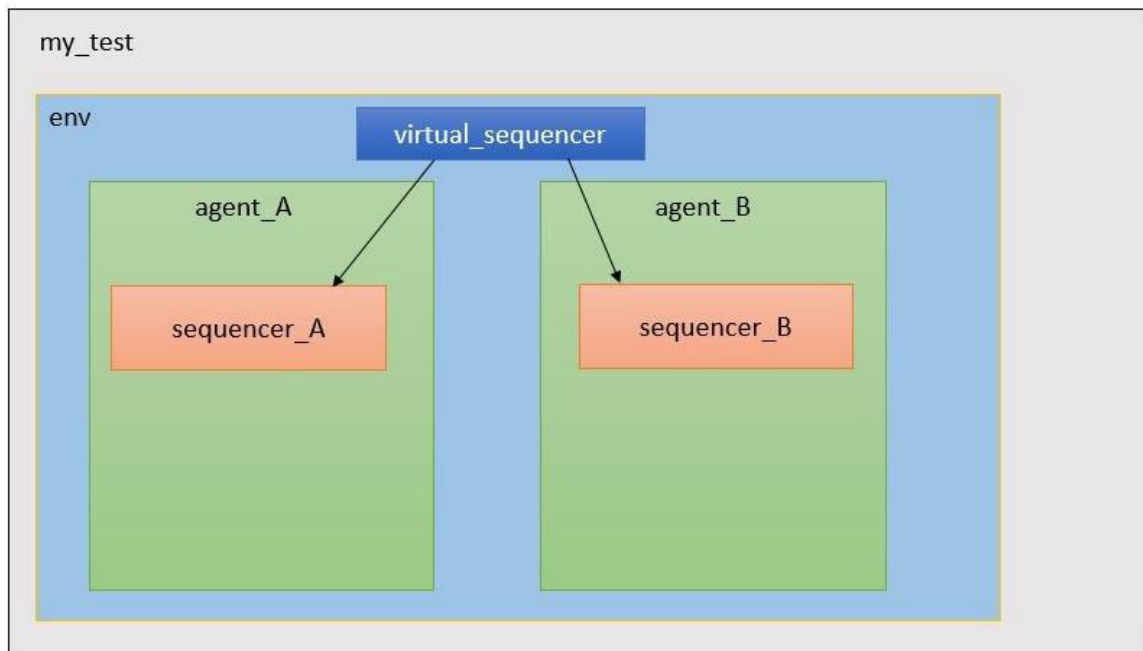 my_test
env
virtual_sequencer
agent_A
agent_B
sequencer_A
sequencer_B